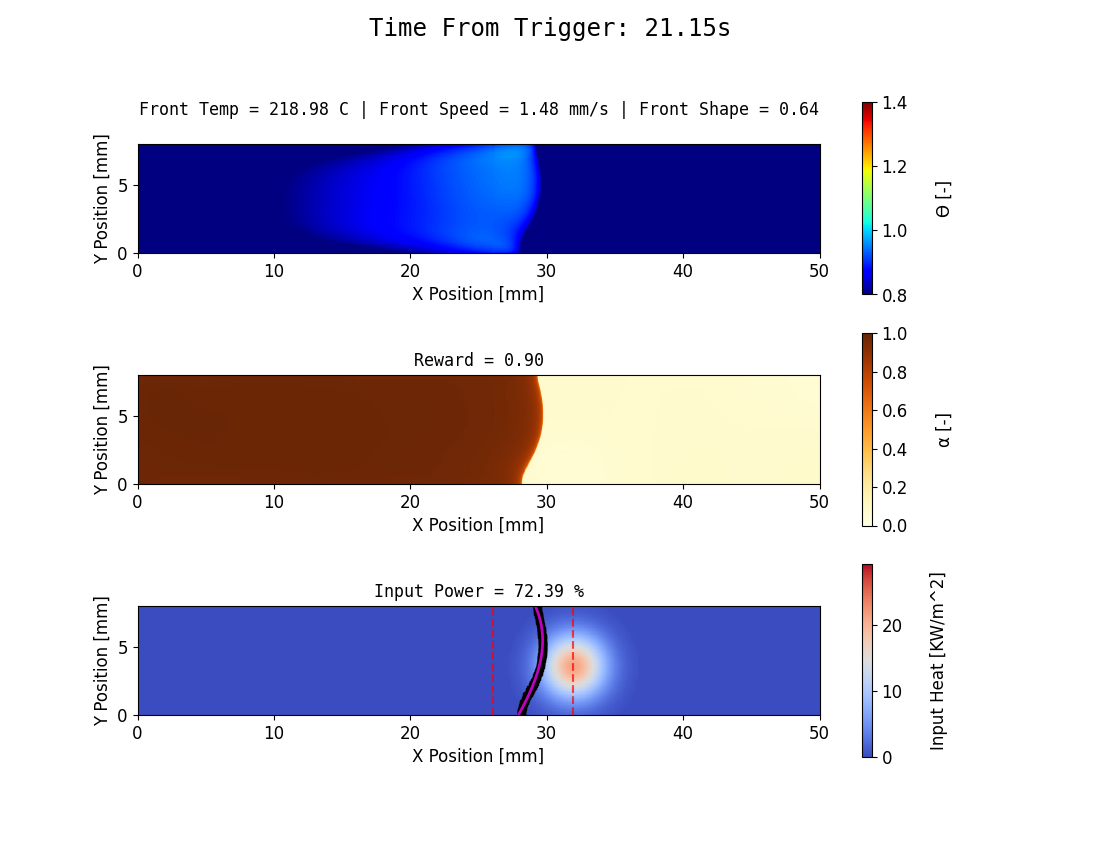 Time From Trigger: 21.15s
Front Temp = 218.98 C | Front Speed = 1.48 mm/s | Front Shape = 0.64
Y Position [mm]
5
0
0 10 20 30 40 50
X Position [mm]
1.4
1.2
1.0
0.8
Θ [-]
Reward = 0.90
Y Position [mm]
5
0
0 10 20 30 40 50
X Position [mm]
1.0
0.8
0.6
0.4
0.2
0.0
α [-]
Input Power = 72.39 %
Y Position [mm]
5
0
0 10 20 30 40 50
X Position [mm]
20
10
0
Input Heat [KW/m^2]